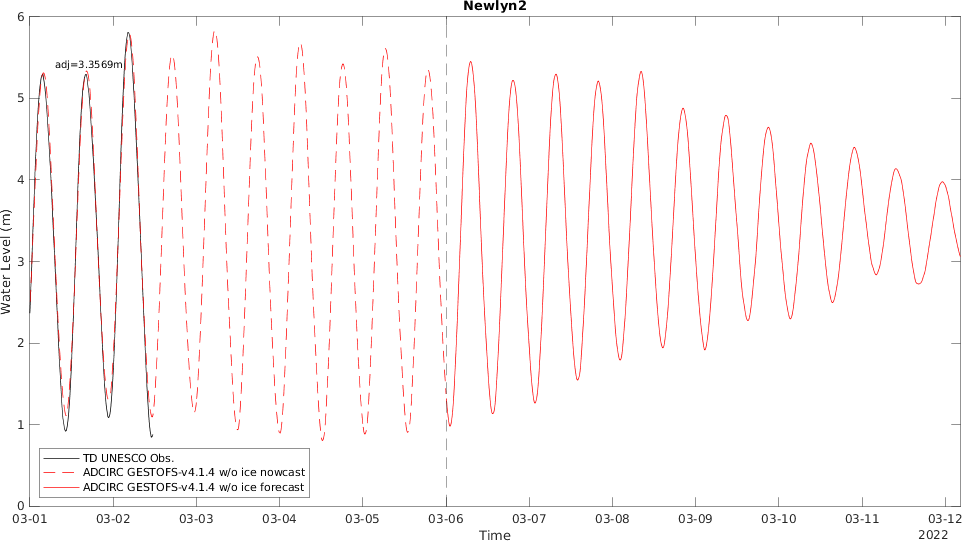 Newlyn2
adj=3.3569m
6
5
4
3
2
1
0
Water Level (m)
TD UNESCO Obs.
ADCIRC GESTOFS-v4.1.4 w/o ice nowcast
ADCIRC GESTOFS-v4.1.4 w/o ice forecast
03-01 03-02 03-03 03-04 03-05 03-06 03-07 03-08 03-09 03-10 03-11 03-12
Time
2022